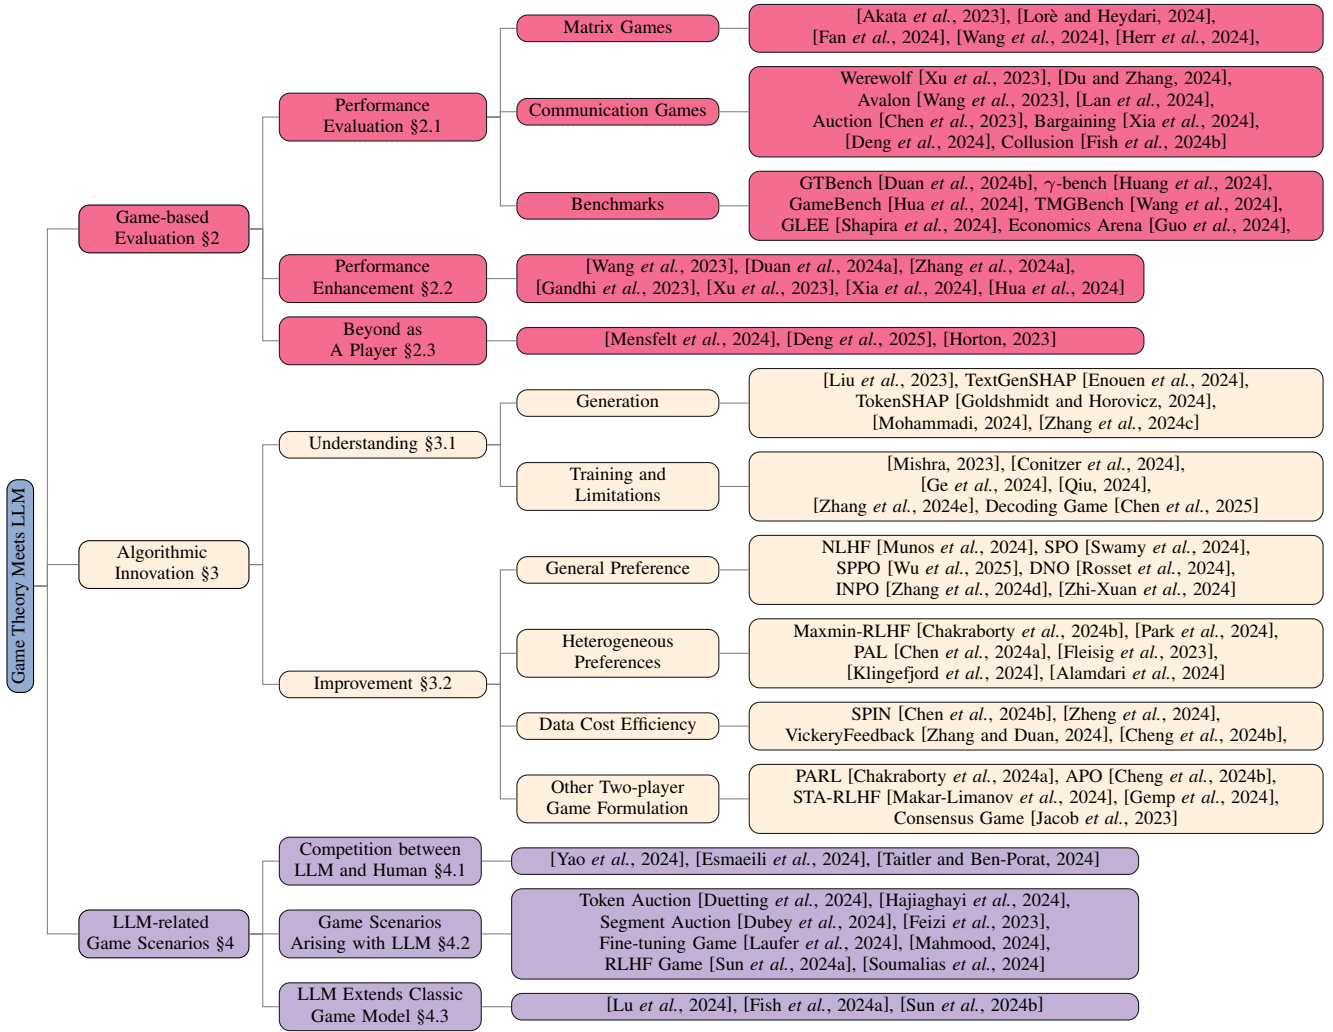 Game Theory Meets LLM
Game-based
Evaluation §2
Performance
Evaluation §2.1
Matrix Games
[Akata et al., 2023], [Lorè and Heydari, 2024],
[Fan et al., 2024], [Wang et al., 2024], [Herr et al., 2024],
Communication Games
Werewolf [Xu et al., 2023], [Du and Zhang, 2024],
Avalon [Wang et al., 2023], [Lan et al., 2024],
Auction [Chen et al., 2023], Bargaining [Xia et al., 2024],
[Deng et al., 2024], Collusion [Fish et al., 2024b]
Benchmarks
GTBench [Duan et al., 2024b], γ-bench [Huang et al., 2024],
GameBench [Hua et al., 2024], TMGBench [Wang et al., 2024],
GLEE [Shapira et al., 2024], Economics Arena [Guo et al., 2024],
Performance
Enhancement §2.2
[Wang et al., 2023], [Duan et al., 2024a], [Zhang et al., 2024a],
[Gandhi et al., 2023], [Xu et al., 2023], [Xia et al., 2024], [Hua et al., 2024]
Beyond as
A Player §2.3
[Mensfelt et al., 2024], [Deng et al., 2025], [Horton, 2023]
Algorithmic
Innovation §3
Understanding §3.1
Generation
[Liu et al., 2023], TextGenSHAP [Enouen et al., 2024],
TokenSHAP [Goldshmidt and Horovicz, 2024],
[Mohammadi, 2024], [Zhang et al., 2024c]
Training and
Limitations
[Mishra, 2023], [Conitzer et al., 2024],
[Ge et al., 2024], [Qiu, 2024],
[Zhang et al., 2024e], Decoding Game [Chen et al., 2025]
Improvement §3.2
General Preference
NLHF [Munos et al., 2024], SPO [Swamy et al., 2024],
SPPO [Wu et al., 2025], DNO [Rosset et al., 2024],
INPO [Zhang et al., 2024d], [Zhi-Xuan et al., 2024]
Heterogeneous
Preferences
Maxmin-RLHF [Chakraborty et al., 2024b], [Park et al., 2024],
PAL [Chen et al., 2024a], [Fleisig et al., 2023],
[Klingefjord et al., 2024], [Alamdari et al., 2024]
Data Cost Efficiency
SPIN [Chen et al., 2024b], [Zheng et al., 2024],
VickeryFeedback [Zhang and Duan, 2024], [Cheng et al., 2024b],
Other Two-player
Game Formulation
PARL [Chakraborty et al., 2024a], APO [Cheng et al., 2024b],
STA-RLHF [Makar-Limanov et al., 2024], [Gemp et al., 2024],
Consensus Game [Jacob et al., 2023]
LLM-related
Game Scenarios §4
Competition between
LLM and Human §4.1
[Yao et al., 2024], [Esmaeili et al., 2024], [Taitler and Ben-Porat, 2024]
Game Scenarios
Arising with LLM §4.2
Token Auction [Duetting et al., 2024], [Hajiaghayi et al., 2024],
Segment Auction [Dubey et al., 2024], [Feizi et al., 2023],
Fine-tuning Game [Laufer et al., 2024], [Mahmood, 2024],
RLHF Game [Sun et al., 2024a], [Soumalias et al., 2024]
LLM Extends Classic
Game Model §4.3
[Lu et al., 2024], [Fish et al., 2024a], [Sun et al., 2024b]